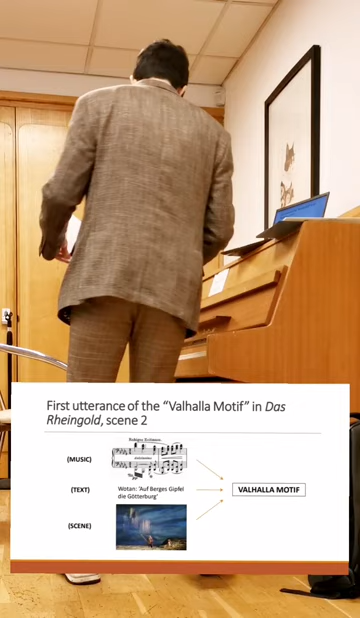 First utterance of the “Valhalla Motif” in Das
Rheingold, scene 2
(MUSIC)
(TEXT)
Wotan: 'Auf Berges Gipfel
die Götterburg'
(SCENE)
VALHALLA MOTIF